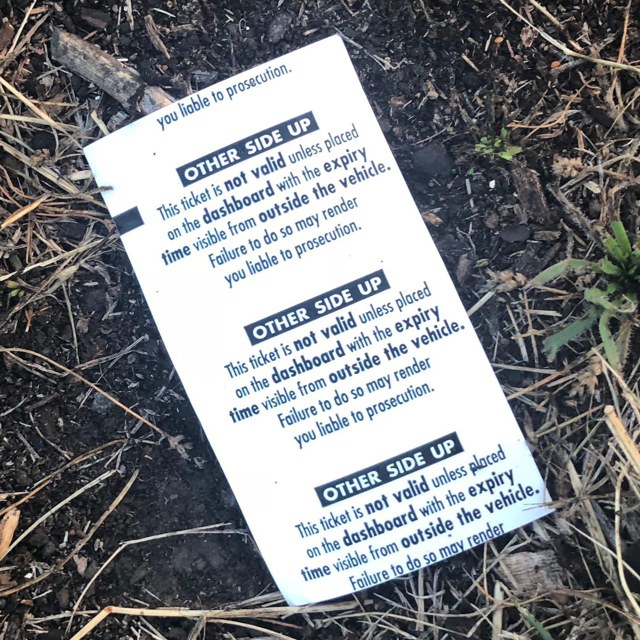 you liable to prosecution.
OTHER SIDE UP
This ticket is not valid unless placed
on the dashboard with the expiry
time visible from outside the vehicle.
Failure to do so may render
you liable to prosecution.
OTHER SIDE UP
This ticket is not valid unless placed
on the dashboard with the expiry
time visible from outside the vehicle.
Failure to do so may render
you liable to prosecution.
OTHER SIDE UP
This ticket is not valid unless placed
on the dashboard with the expiry
time visible from outside the vehicle.
Failure to do so may render